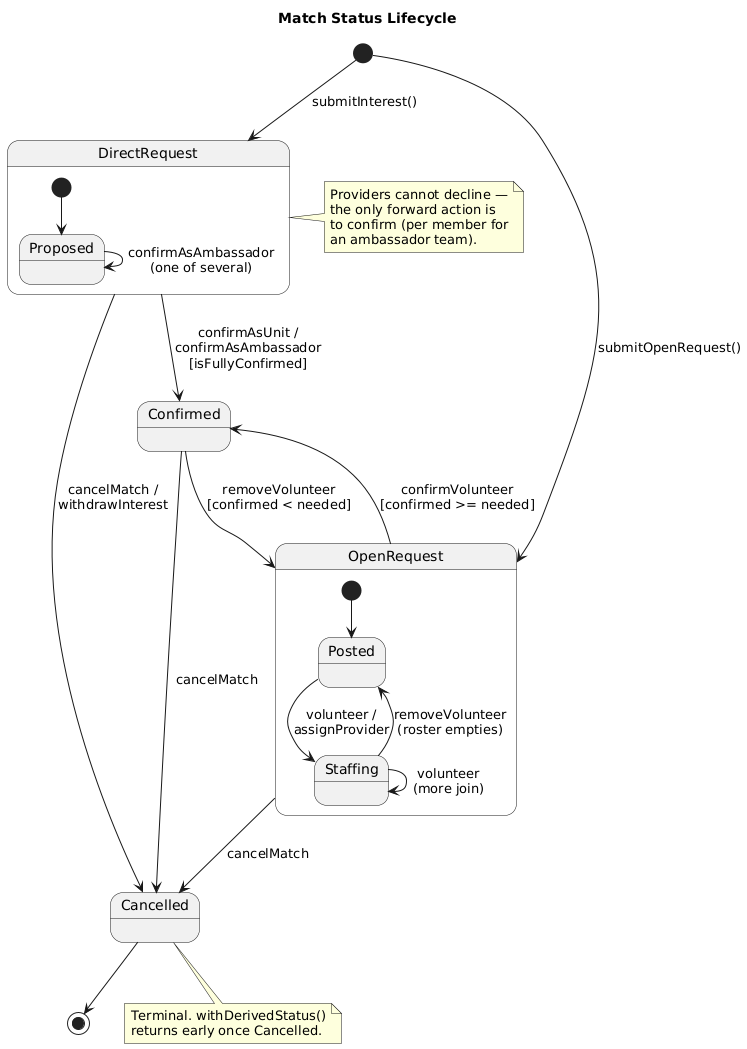 Match Status Lifecycle
submitInterest()
DirectRequest
Proposed
confirmAsAmbassador
(one of several)
Providers cannot decline —
the only forward action is
to confirm (per member for
an ambassador team).
submitOpenRequest()
confirmAsUnit /
confirmAsAmbassador
[isFullyConfirmed]
Confirmed
cancelMatch /
withdrawInterest
removeVolunteer
[confirmed < needed]
confirmVolunteer
[confirmed >= needed]
OpenRequest
Posted
cancelMatch
volunteer /
assignProvider
removeVolunteer
(roster empties)
Staffing
volunteer
(more join)
cancelMatch
Cancelled
Terminal. withDerivedStatus()
returns early once Cancelled.